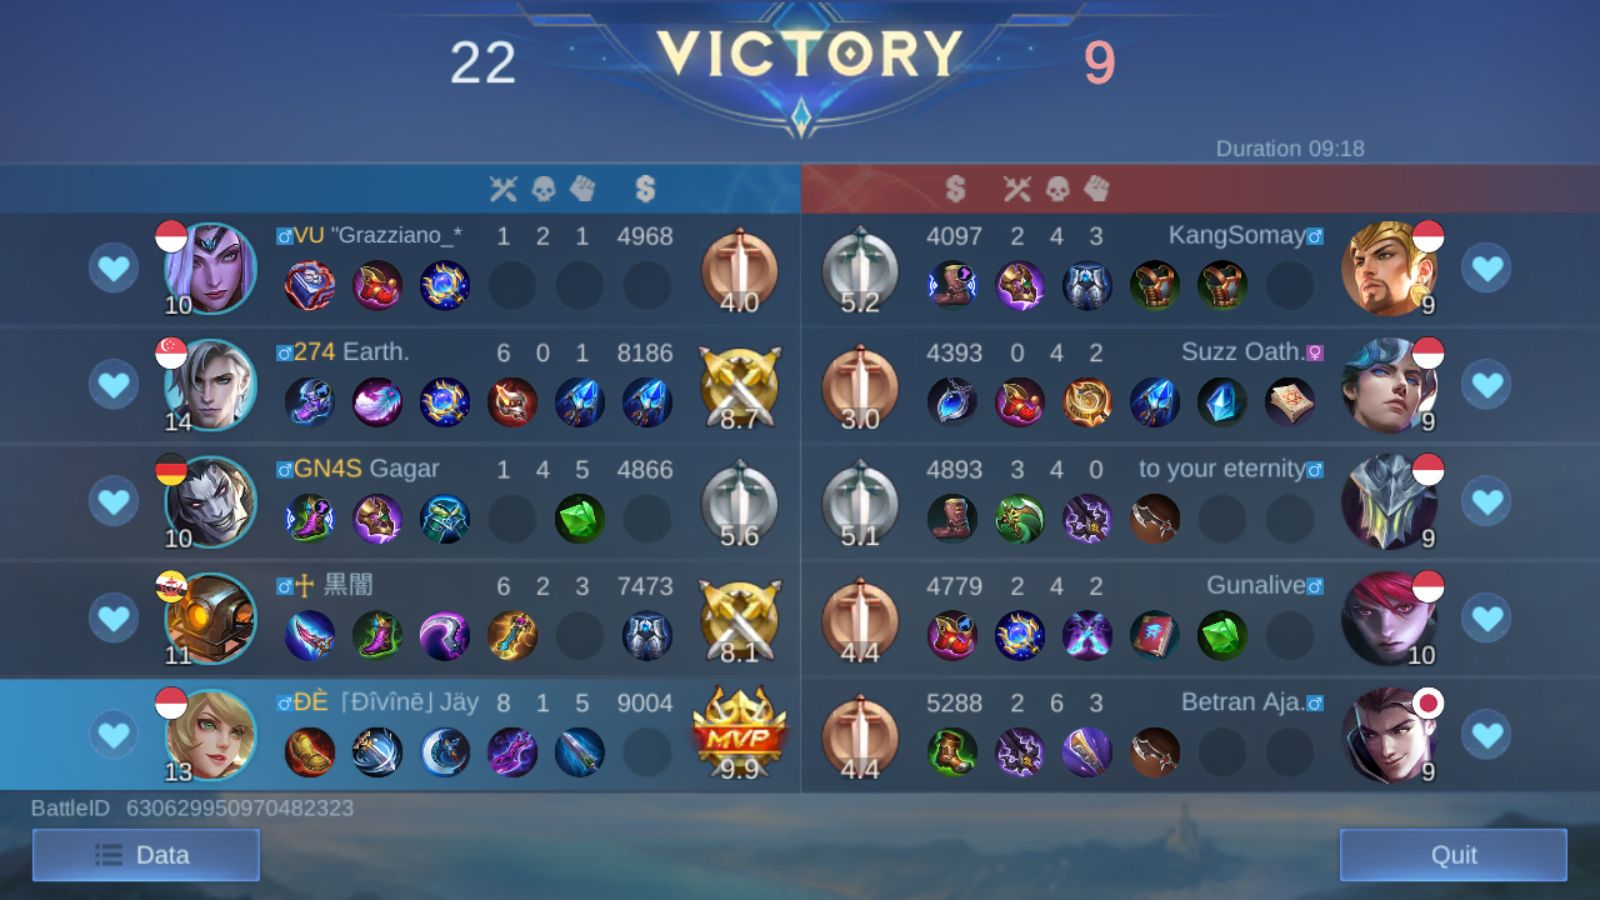 22 VICTORY 9
Duration 09:18
VU "Grazziano_* 1 2 1 4968
10 4.0
4097 2 4 3 KangSomay
5.2 9
274 Earth. 6 0 1 8186
14 8.7
4393 0 4 2 Suzz Oath.
3.0 9
GN4S Gagar 1 4 5 4866
10 5.6
4893 3 4 0 to your eternity
5.1 9
☩ 黒闇 6 2 3 7473
11 8.1
4779 2 4 2 Gunalive
4.4 10
ĐÈ ⌈Đîvînē⌋ Jäy 8 1 5 9004
13 MVP 9.9
5288 2 6 3 Betran Aja.
4.4 9
BattleID 630629950970482323
Data
Quit